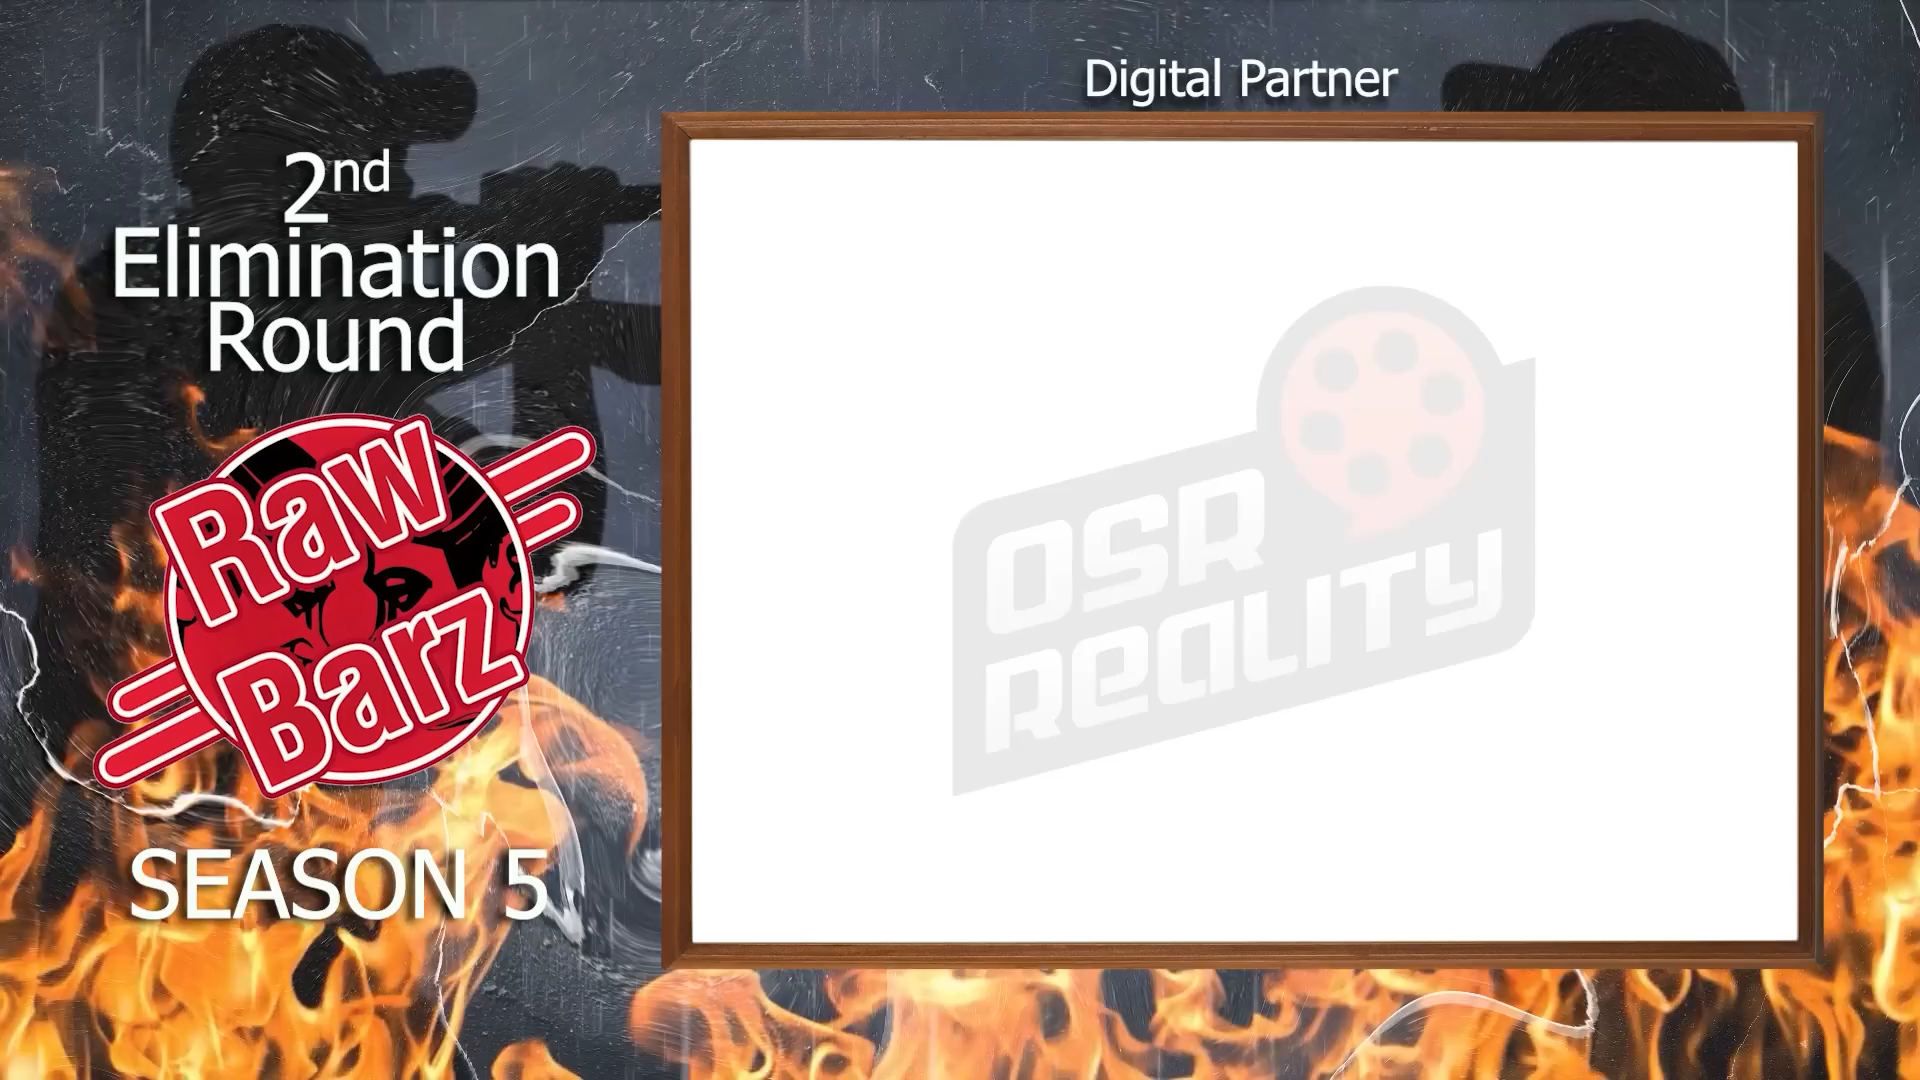 2nd
Elimination
Round
Raw
Barz
SEASON 5
Digital Partner
OSR
REALITY